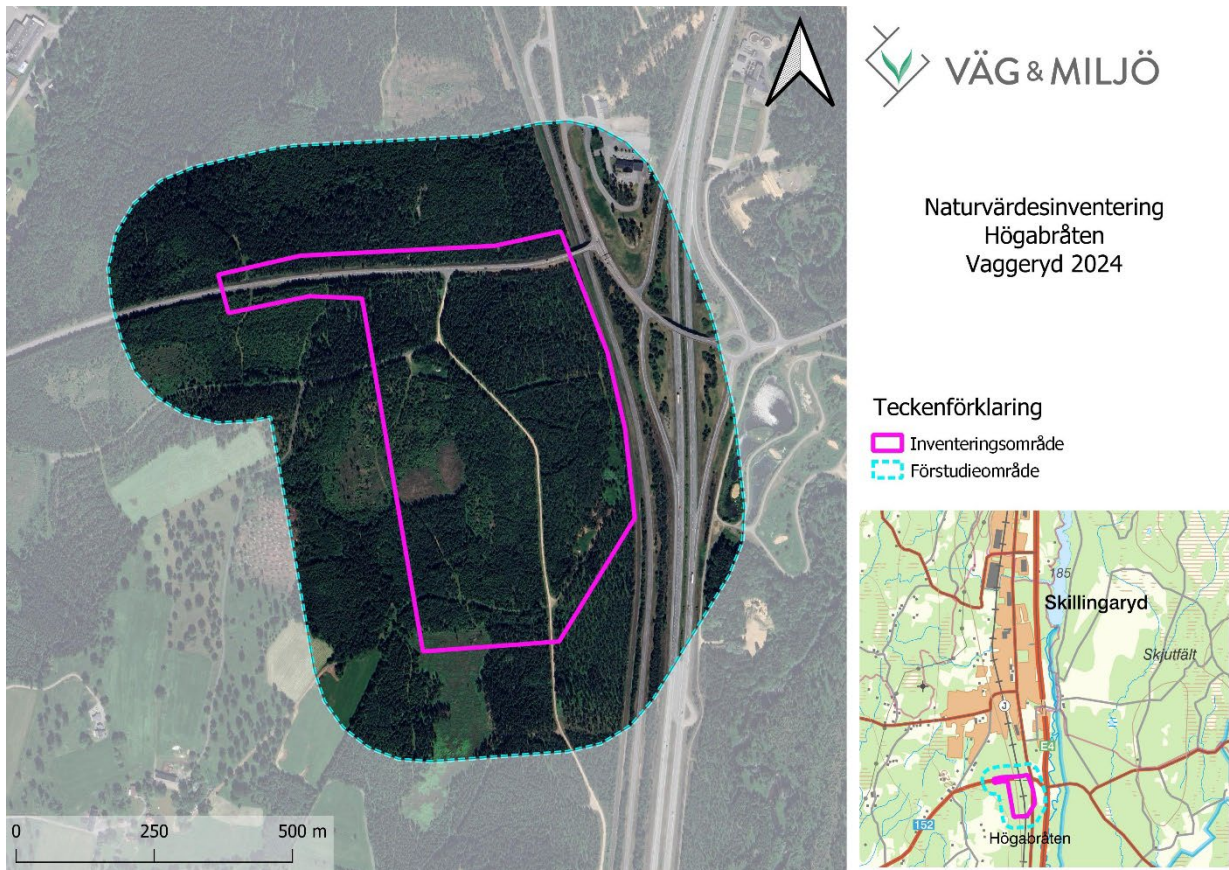 VÄG & MILJÖ
Naturvärdesinventering
Högabråten
Vaggeryd 2024
Teckenförklaring
Inventeringsområde
Förstudieområde
0 250 500 m
185
Skillingaryd
Skjutfält
J
E4
152
Högabråten